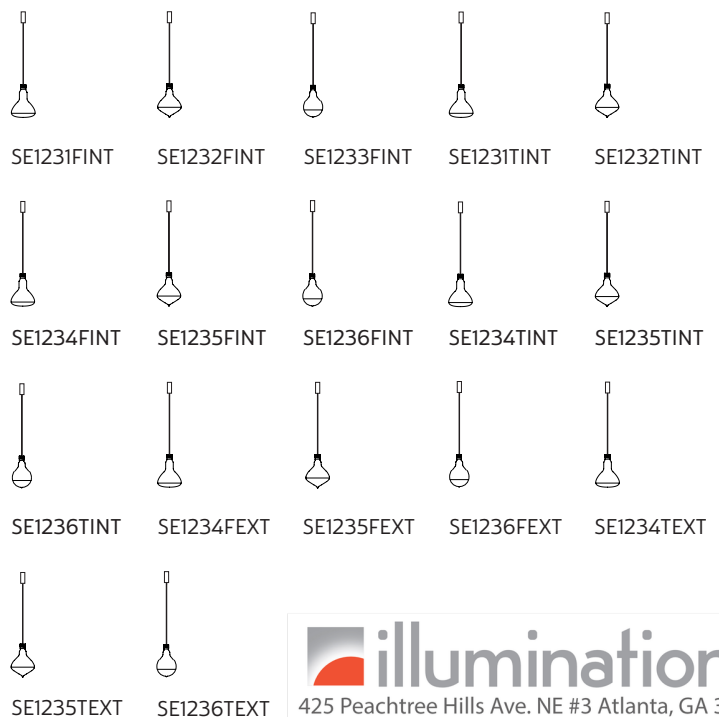 SE1231FINT SE1232FINT SE1233FINT SE1231TINT SE1232TINT
SE1234FINT SE1235FINT SE1236FINT SE1234TINT SE1235TINT
SE1236TINT SE1234FEXT SE1235FEXT SE1236FEXT SE1234TEXT
SE1235TEXT SE1236TEXT
illumination
425 Peachtree Hills Ave. NE #3 Atlanta, GA 3